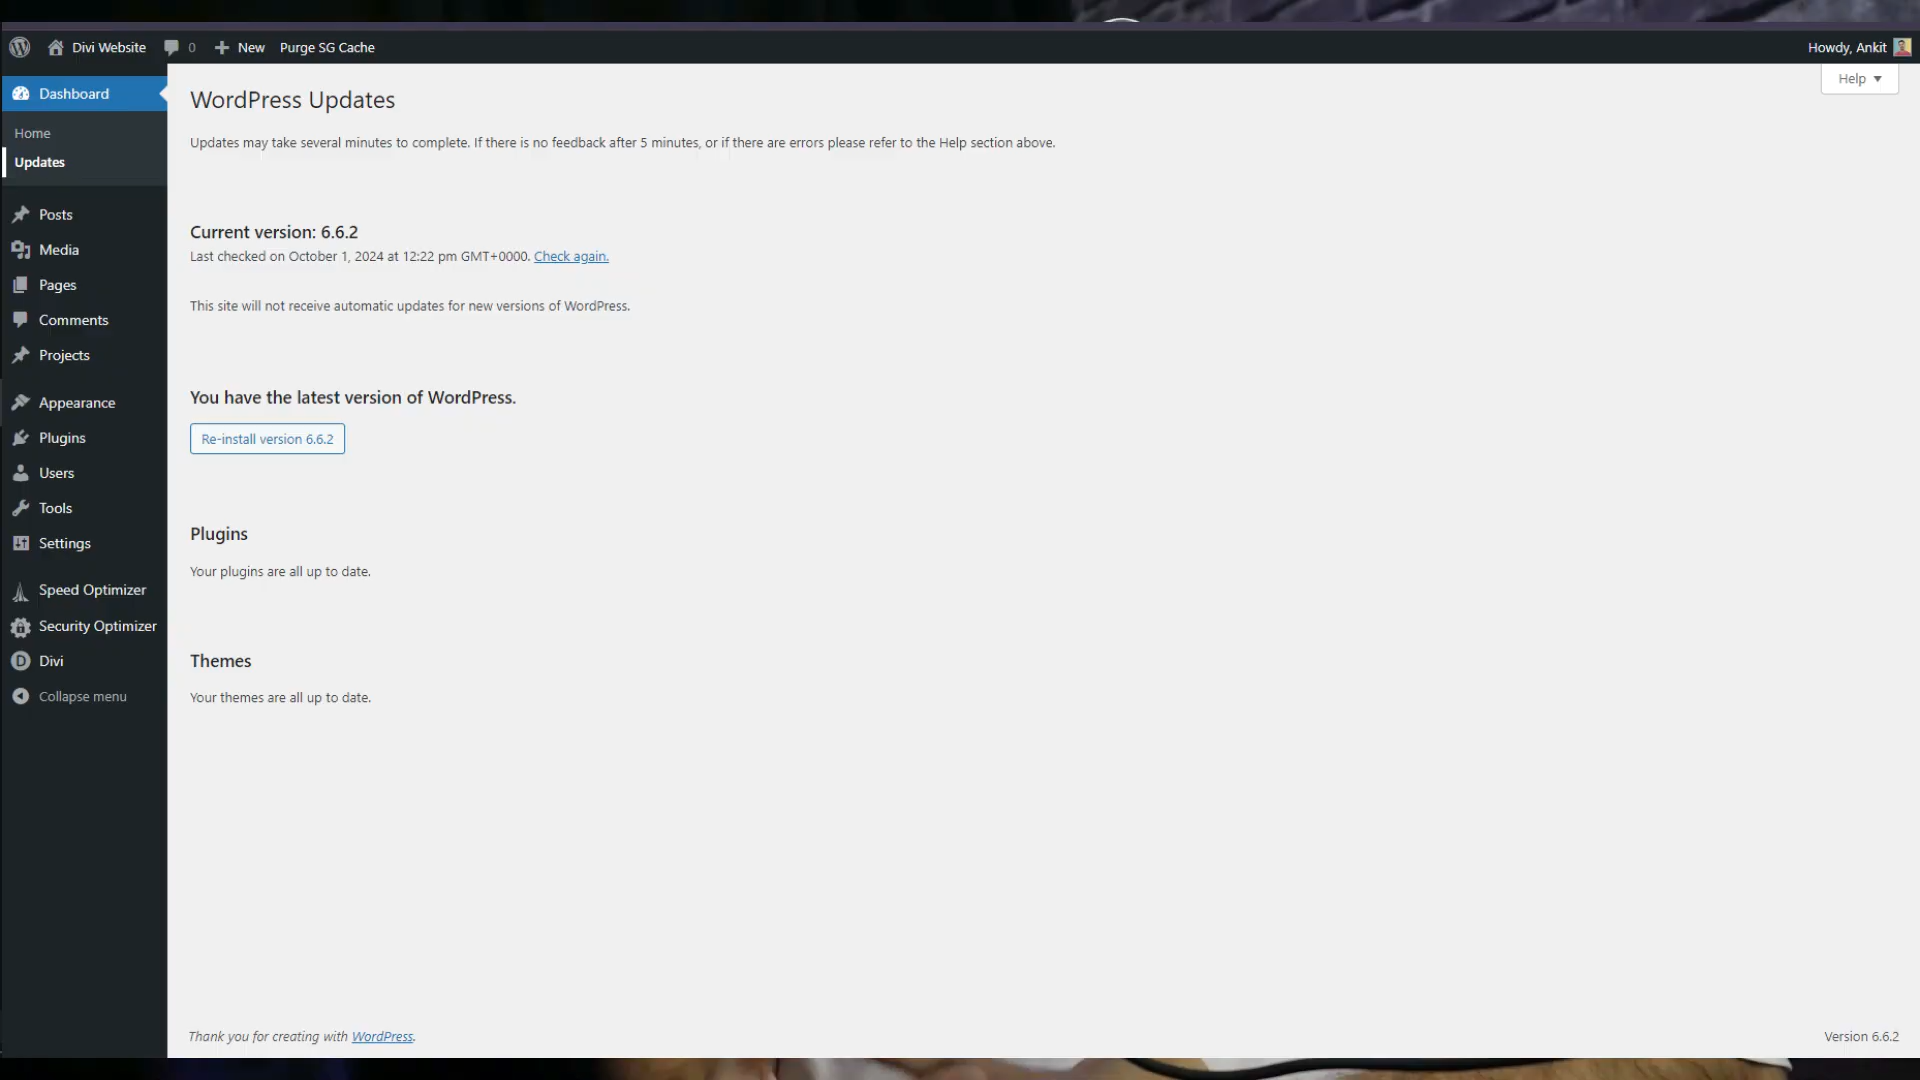 Divi Website 0 New Purge SG Cache Howdy, Ankit
Help
Dashboard
Home
Updates
Posts
Media
Pages
Comments
Projects
Appearance
Plugins
Users
Tools
Settings
Speed Optimizer
Security Optimizer
Divi
Collapse menu
WordPress Updates
Updates may take several minutes to complete. If there is no feedback after 5 minutes, or if there are errors please refer to the Help section above.
Current version: 6.6.2
Last checked on October 1, 2024 at 12:22 pm GMT+0000. Check again.
This site will not receive automatic updates for new versions of WordPress.
You have the latest version of WordPress.
Re-install version 6.6.2
Plugins
Your plugins are all up to date.
Themes
Your themes are all up to date.
Thank you for creating with WordPress.
Version 6.6.2